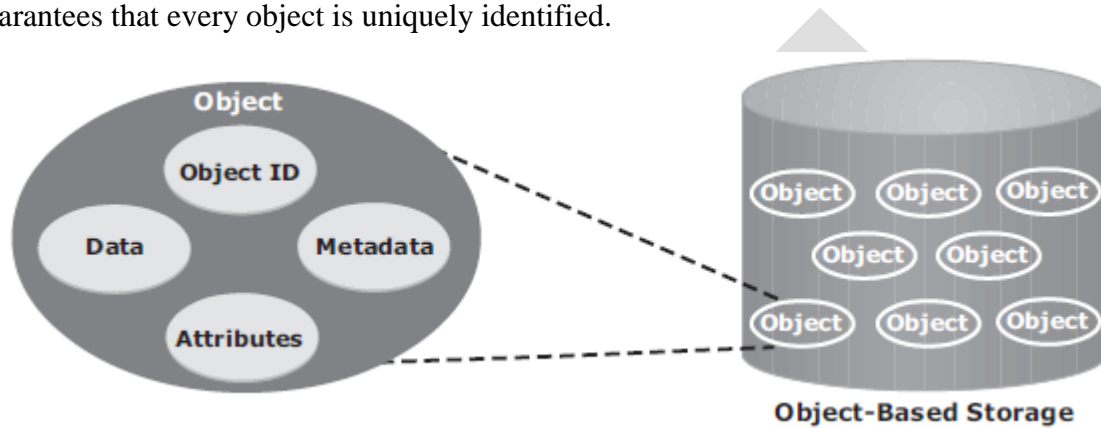 arantees that every object is uniquely identified.
Object
Object ID
Data
Metadata
Attributes
Object Object Object
Object Object
Object Object Object
Object-Based Storage